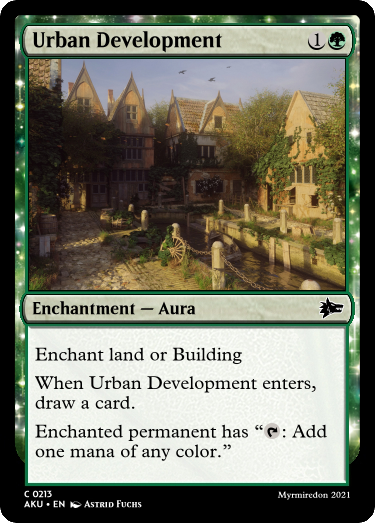 Urban Development 1
Enchantment — Aura
Enchant land or Building
When Urban Development enters,
draw a card.
Enchanted permanent has “: Add
one mana of any color.”
C 0213
AKU • EN Astrid Fuchs
Myrmiredon 2021